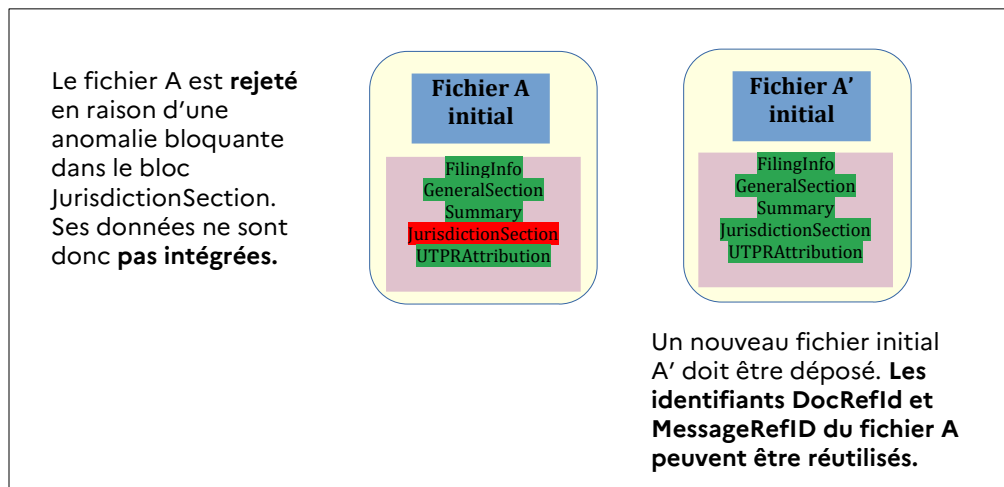 Le fichier A est rejeté
en raison d’une
anomalie bloquante
dans le bloc
JurisdictionSection.
Ses données ne sont
donc pas intégrées.
Fichier A
initial
FilingInfo
GeneralSection
Summary
JurisdictionSection
UTPRAttribution
Fichier A’
initial
FilingInfo
GeneralSection
Summary
JurisdictionSection
UTPRAttribution
Un nouveau fichier initial
A’ doit être déposé. Les
identifiants DocRefId et
MessageRefID du fichier A
peuvent être réutilisés.